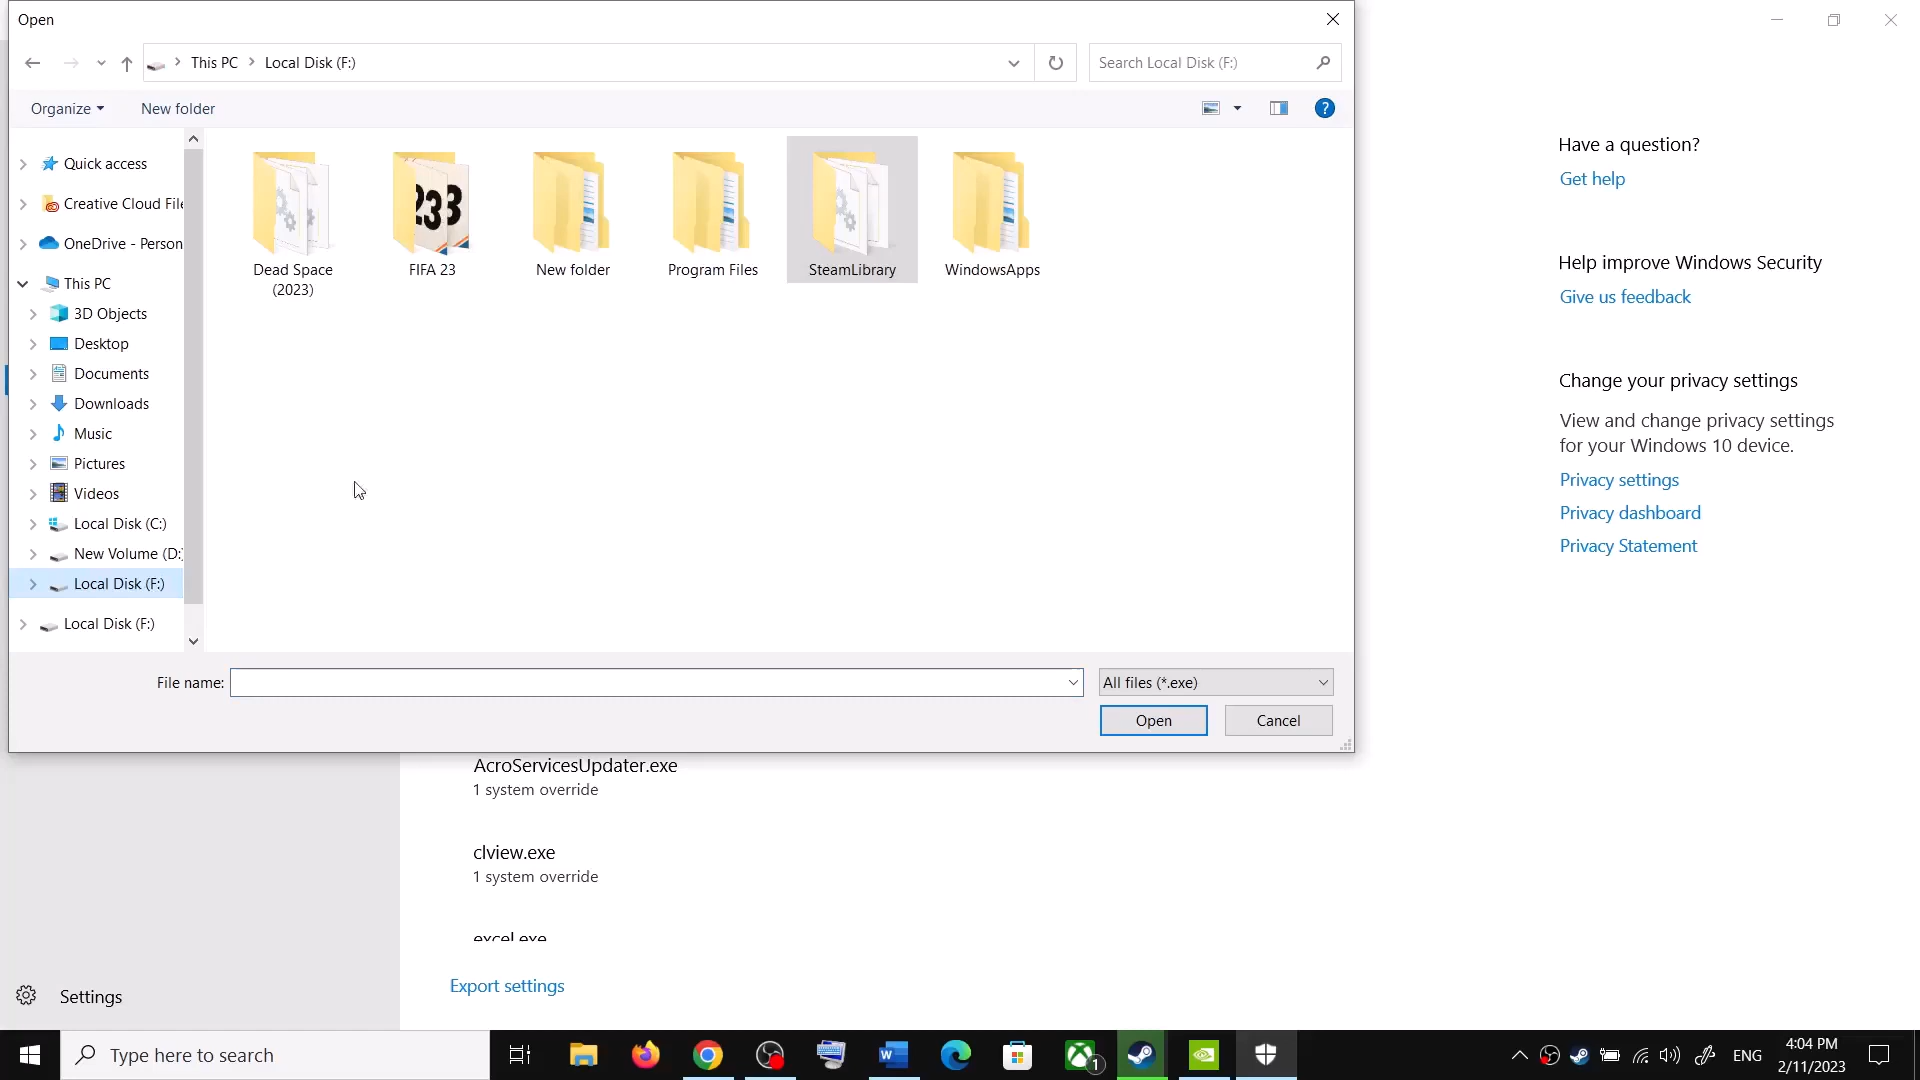 Open
This PC
Local Disk (F:)
Search Local Disk (F:)
Organize
New folder
Quick access
Creative Cloud File
OneDrive - Person
This PC
3D Objects
Desktop
Documents
Downloads
Music
Pictures
Videos
Local Disk (C:)
New Volume (D:)
Local Disk (F:)
Local Disk (F:)
Dead Space
(2023)
FIFA 23
New folder
Program Files
SteamLibrary
WindowsApps
File name:
All files (*.exe)
Open
Cancel
Have a question?
Get help
Help improve Windows Security
Give us feedback
Change your privacy settings
View and change privacy settings
for your Windows 10 device.
Privacy settings
Privacy dashboard
Privacy Statement
AcroServicesUpdater.exe
1 system override
clview.exe
1 system override
excel.exe
Export settings
Settings
Type here to search
1
ENG
4:04 PM
2/11/2023